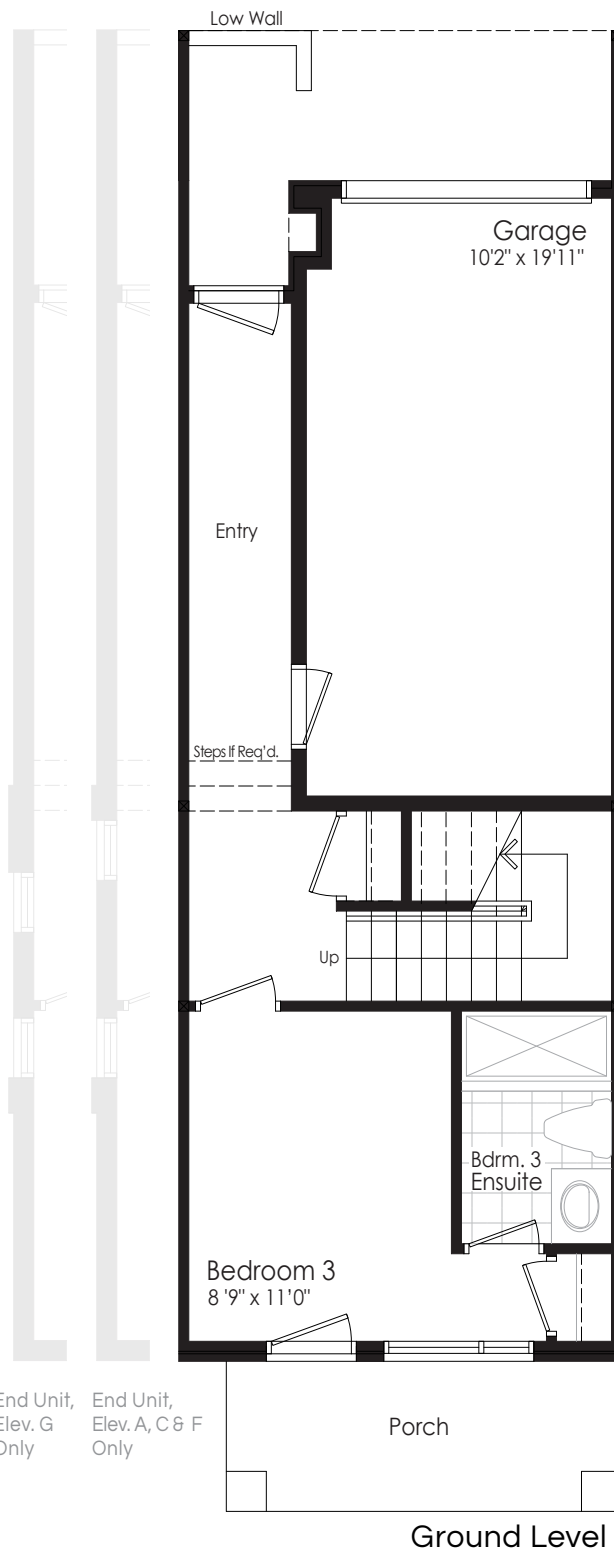 Low Wall
Garage
10'2" x 19'11"
Entry
Steps If Req'd.
Up
Bdrm. 3
Ensuite
Bedroom 3
8 '9" x 11'0"
End Unit,
Elev. G
Only
End Unit,
Elev. A, C & F
Only
Porch
Ground Level